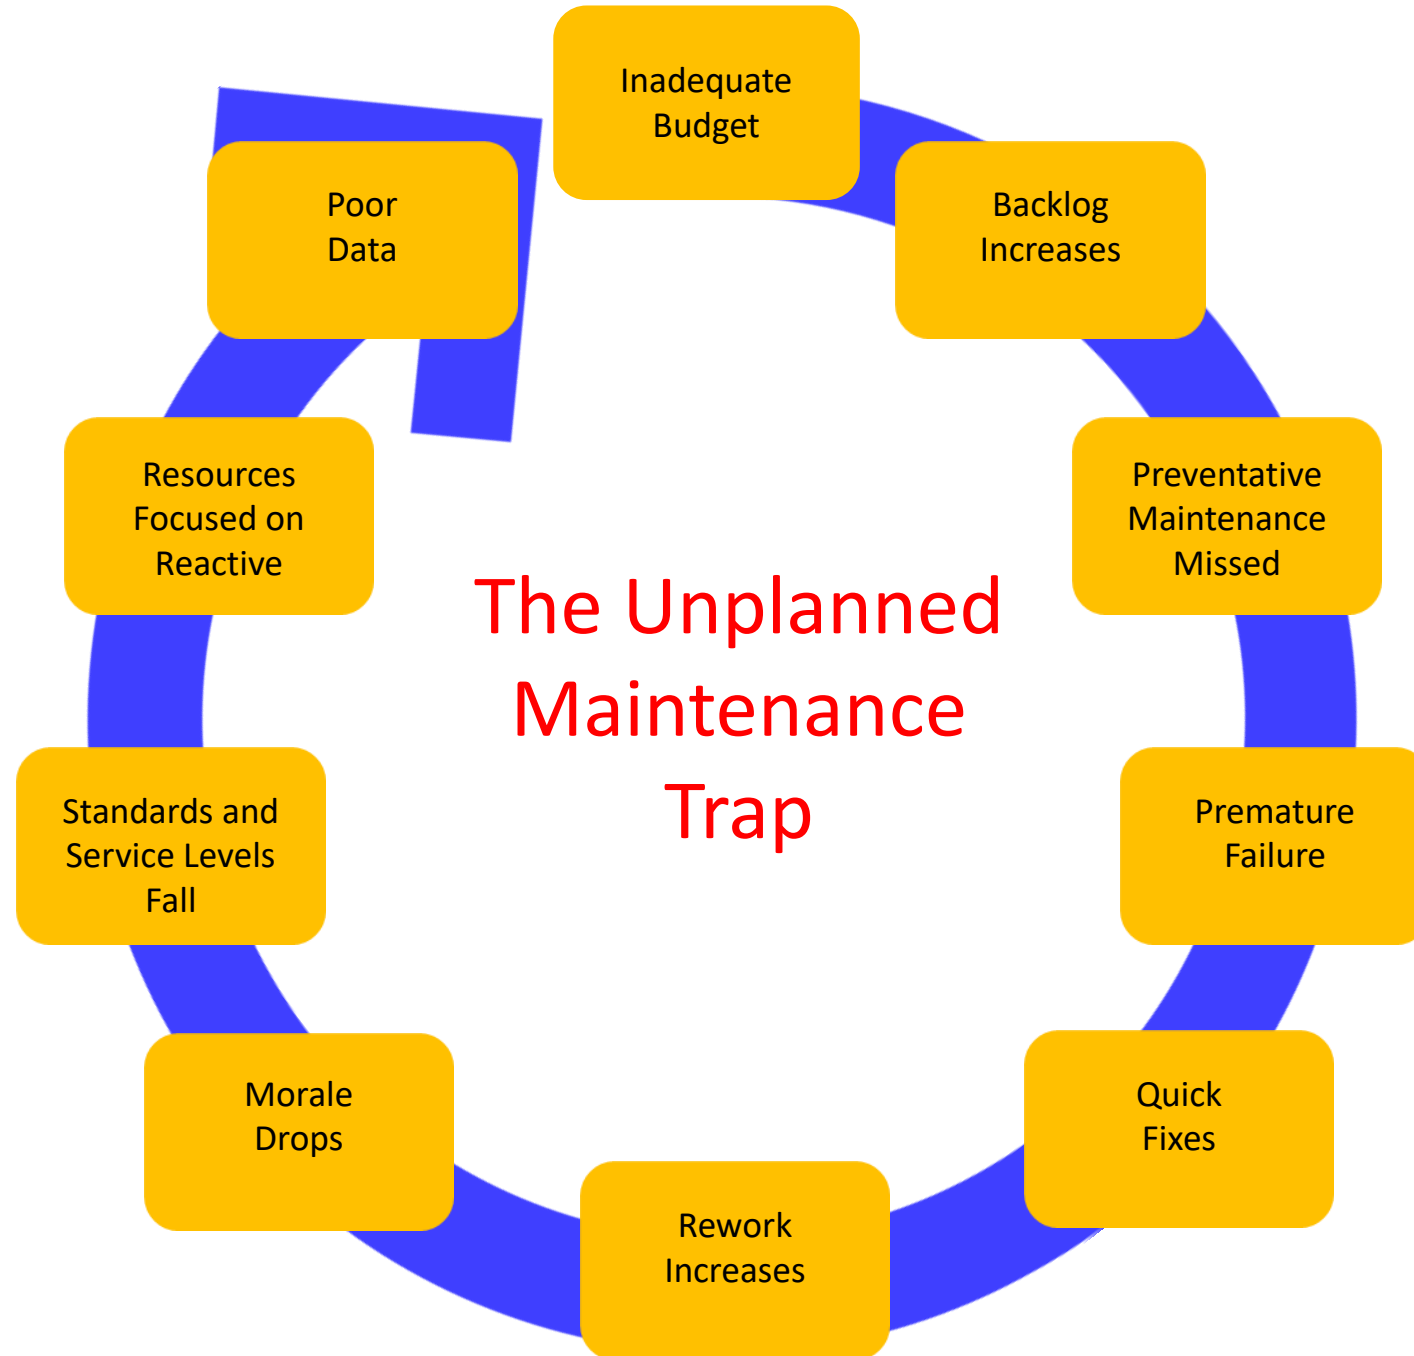 Inadequate
Budget
Backlog
Increases
Preventative
Maintenance
Missed
Premature
Failure
Quick
Fixes
Rework
Increases
Morale
Drops
Standards and
Service Levels
Fall
Resources
Focused on
Reactive
Poor
Data
The Unplanned
Maintenance
Trap